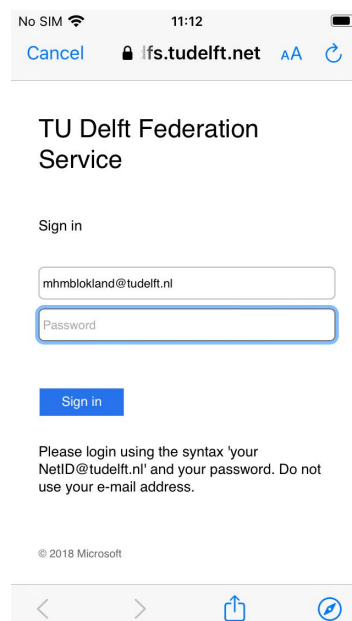 No SIM 11:12
Cancel lfs.tudelft.net AA
TU Delft Federation
Service
Sign in
mhmblokland@tudelft.nl
Password
Sign in
Please login using the syntax 'your
NetID@tudelft.nl' and your password. Do not
use your e-mail address.
© 2018 Microsoft